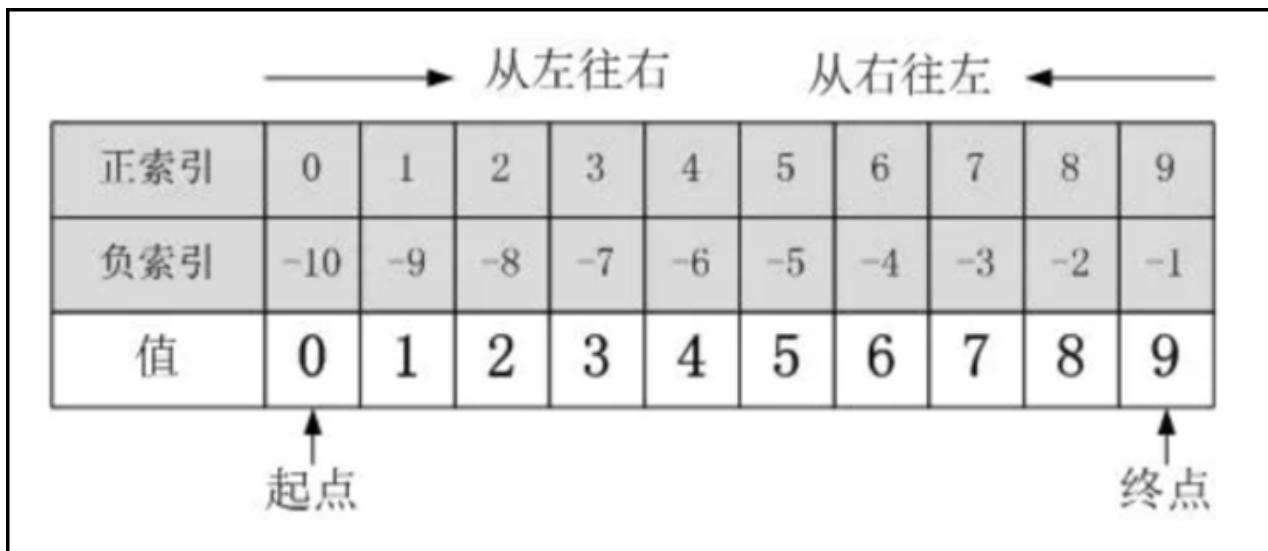 从左往右 从右往左
正索引 0 1 2 3 4 5 6 7 8 9
负索引 -10 -9 -8 -7 -6 -5 -4 -3 -2 -1
值 0 1 2 3 4 5 6 7 8 9
起点 终点